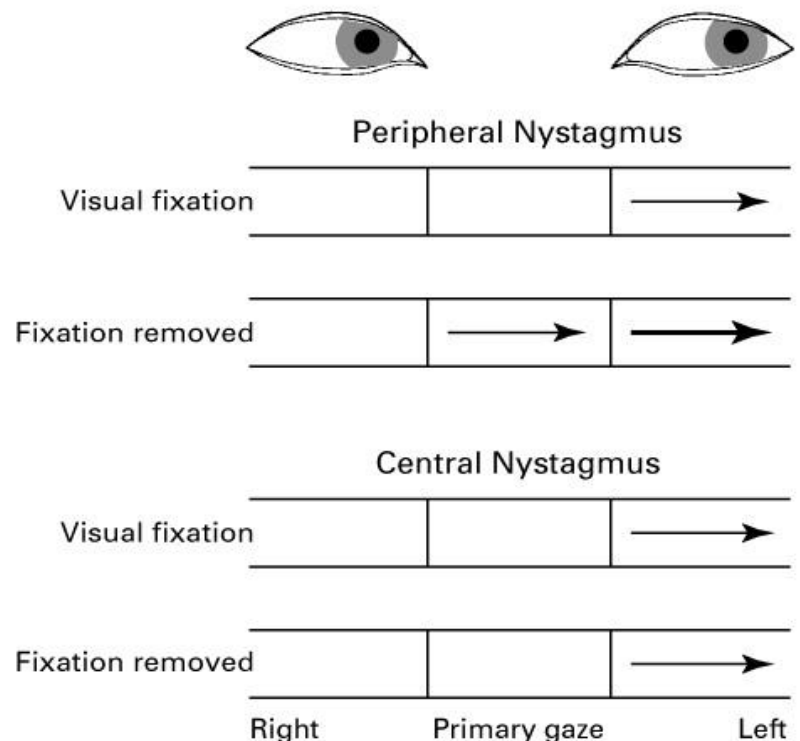 Peripheral Nystagmus
Visual fixation
Fixation removed
Central Nystagmus
Visual fixation
Fixation removed
Right Primary gaze Left